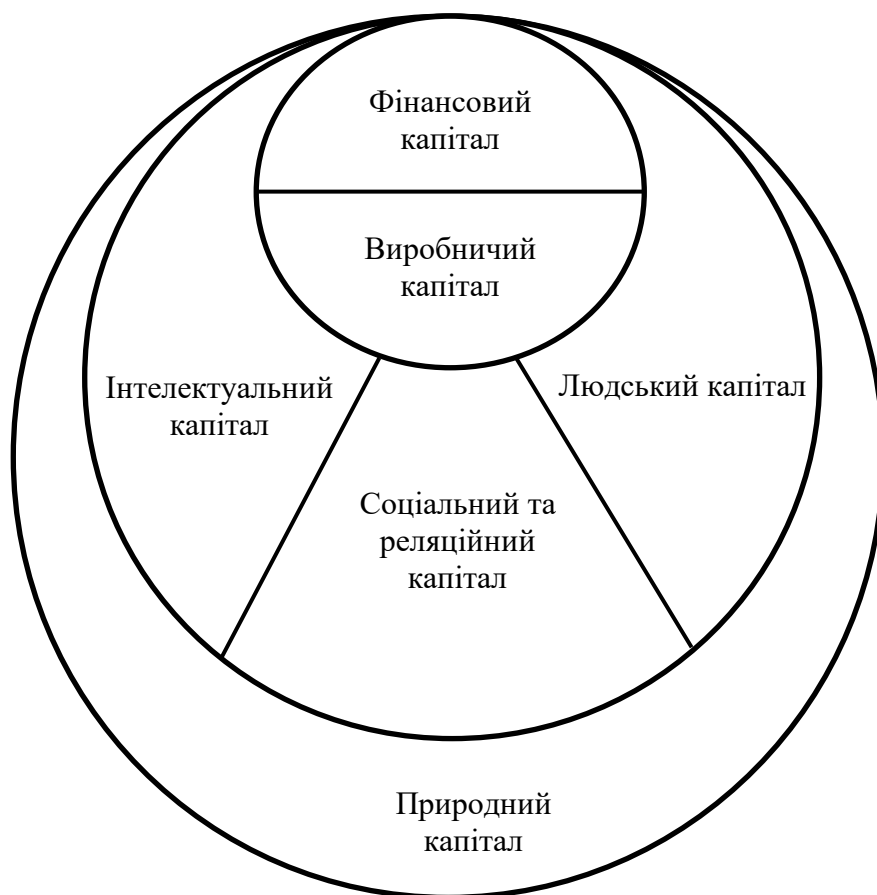 Фінансовий
капітал
Виробничий
капітал
Інтелектуальний
капітал
Людський капітал
Соціальний та
реляційний
капітал
Природний
капітал